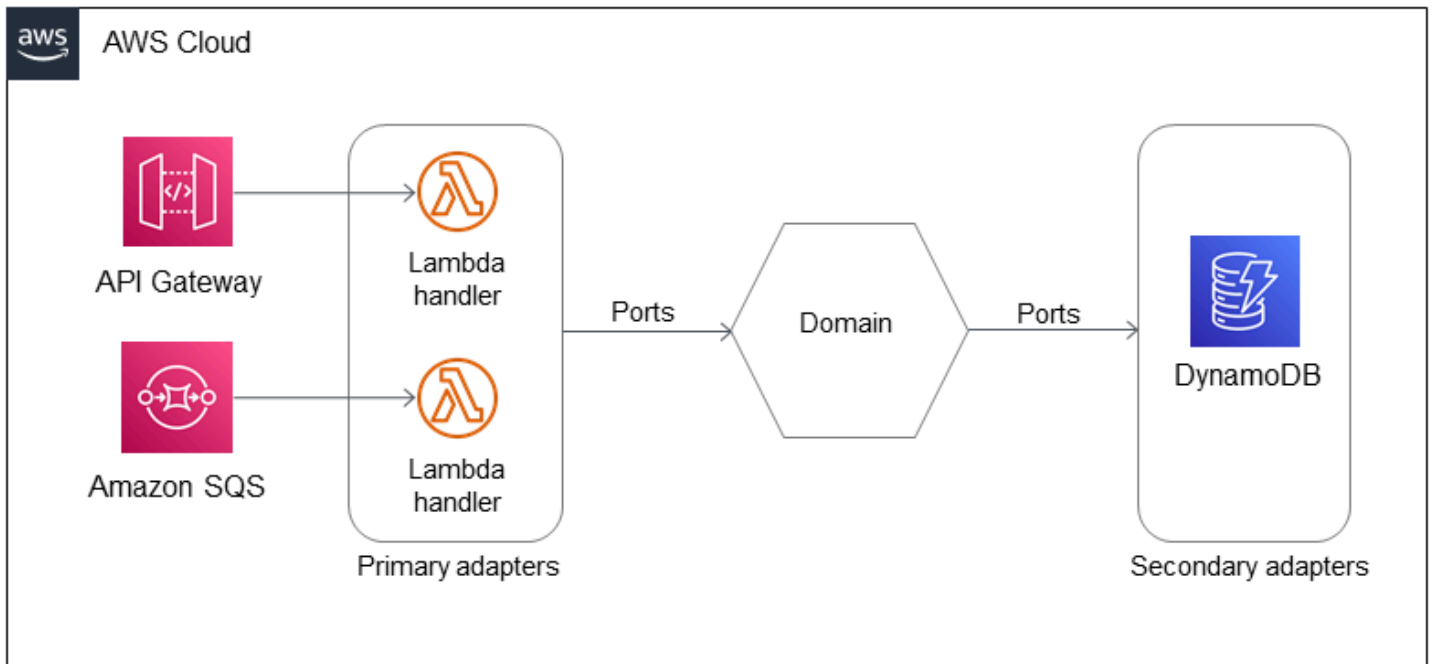 aws
AWS Cloud
API Gateway
Lambda
handler
Amazon SQS
Lambda
handler
Primary adapters
Ports
Domain
Ports
DynamoDB
Secondary adapters